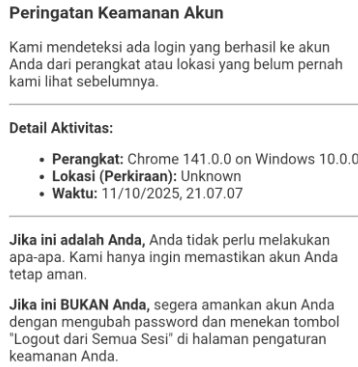 Peringatan Keamanan Akun
Kami mendeteksi ada login yang berhasil ke akun
Anda dari perangkat atau lokasi yang belum pernah
kami lihat sebelumnya.
Detail Aktivitas:
• Perangkat: Chrome 141.0.0 on Windows 10.0.0
• Lokasi (Perkiraan): Unknown
• Waktu: 11/10/2025, 21.07.07
Jika ini adalah Anda, Anda tidak perlu melakukan
apa-apa. Kami hanya ingin memastikan akun Anda
tetap aman.
Jika ini BUKAN Anda, segera amankan akun Anda
dengan mengubah password dan menekan tombol
"Logout dari Semua Sesi" di halaman pengaturan
keamanan Anda.